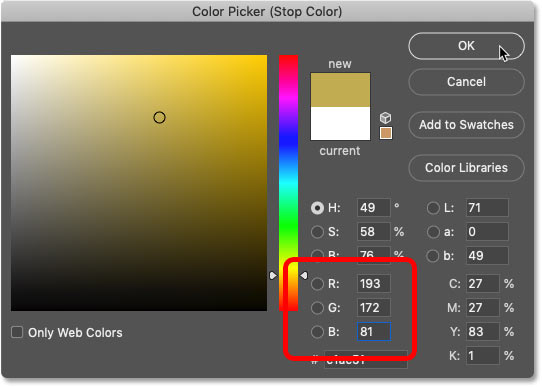 Color Picker (Stop Color)
new
current
OK
Cancel
Add to Swatches
Color Libraries
H: 49 °
S: 58 %
B: 76 %
R: 193
G: 172
B: 81
#
L: 71
a: 0
b: 49
C: 27 %
M: 27 %
Y: 83 %
K: 1 %
Only Web Colors